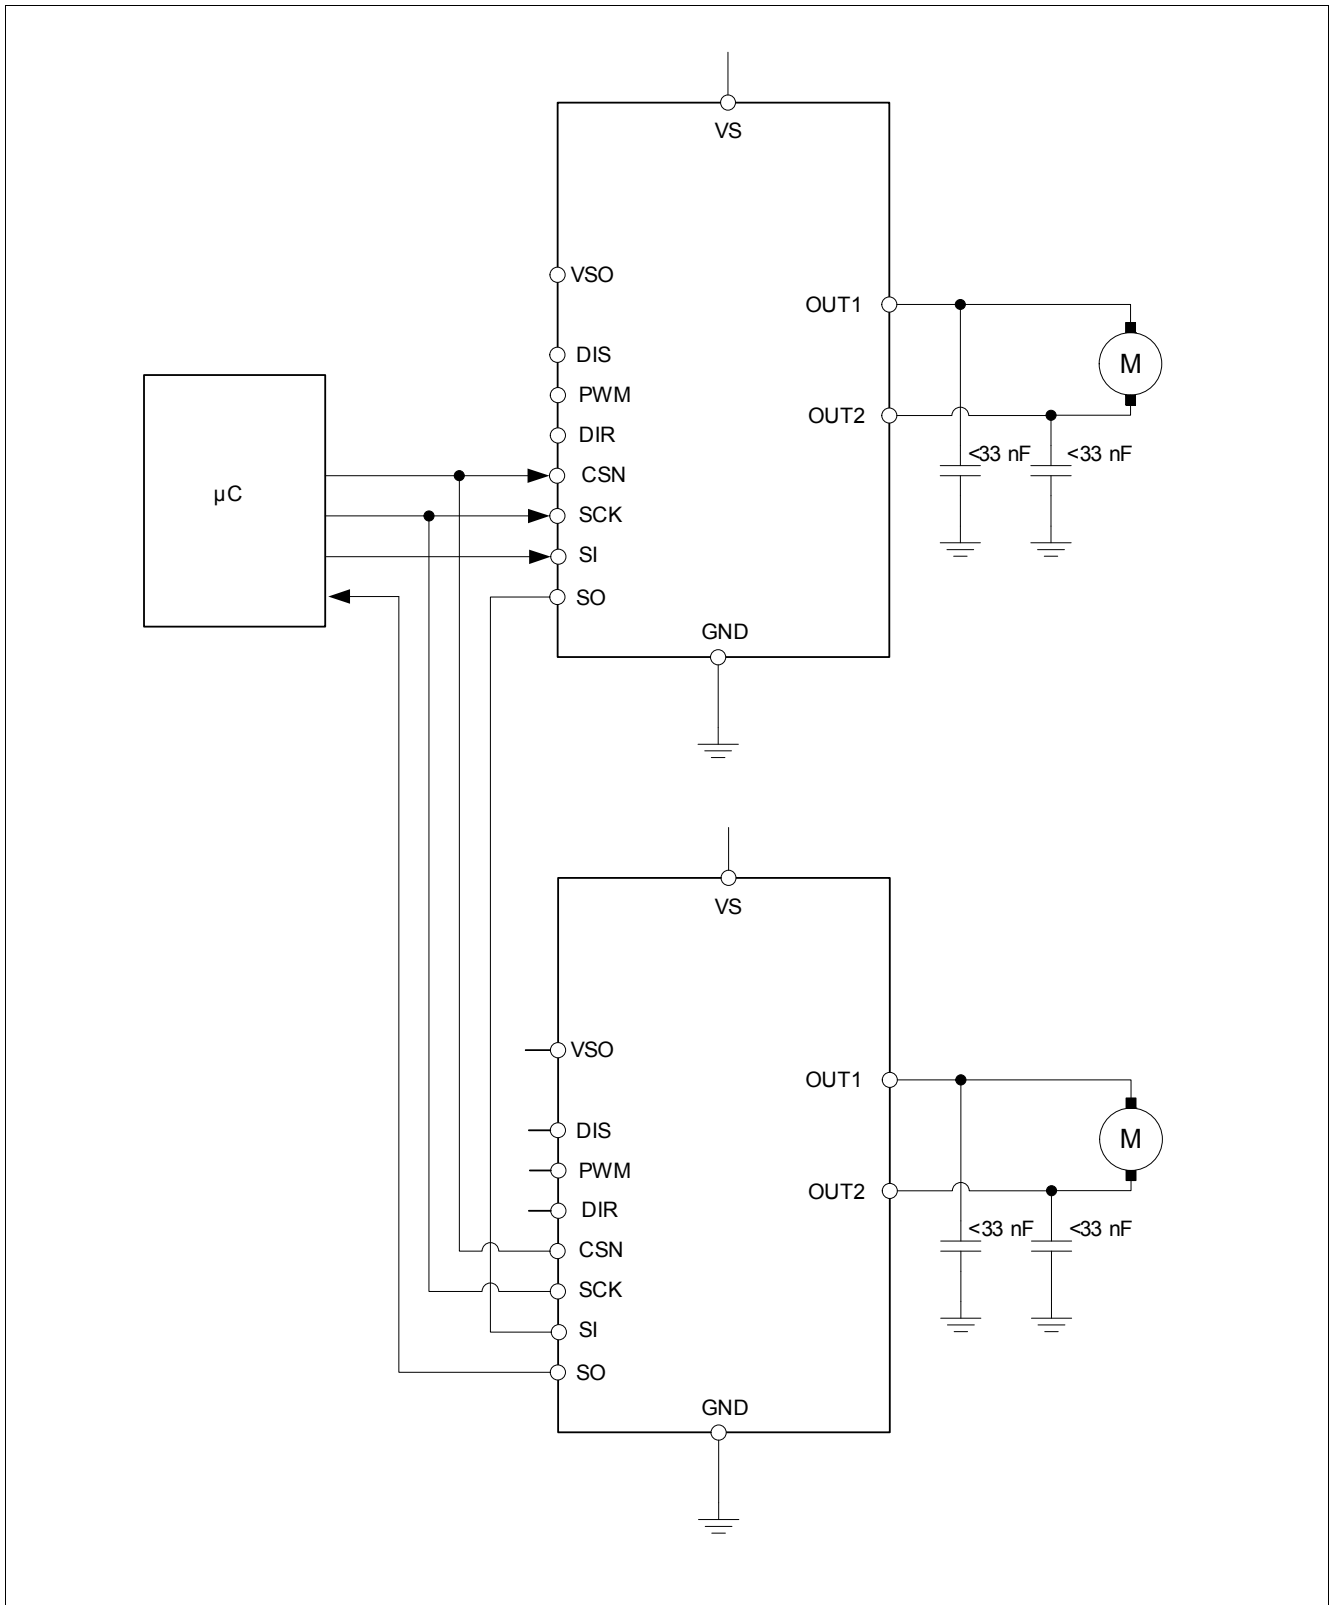 VS
VSO
OUT1
DIS
M
PWM
OUT2
DIR
<33 nF
<33 nF
CSN
µC
SCK
SI
SO
GND
VS
VSO
OUT1
DIS
M
PWM
OUT2
DIR
<33 nF
<33 nF
CSN
SCK
SI
SO
GND